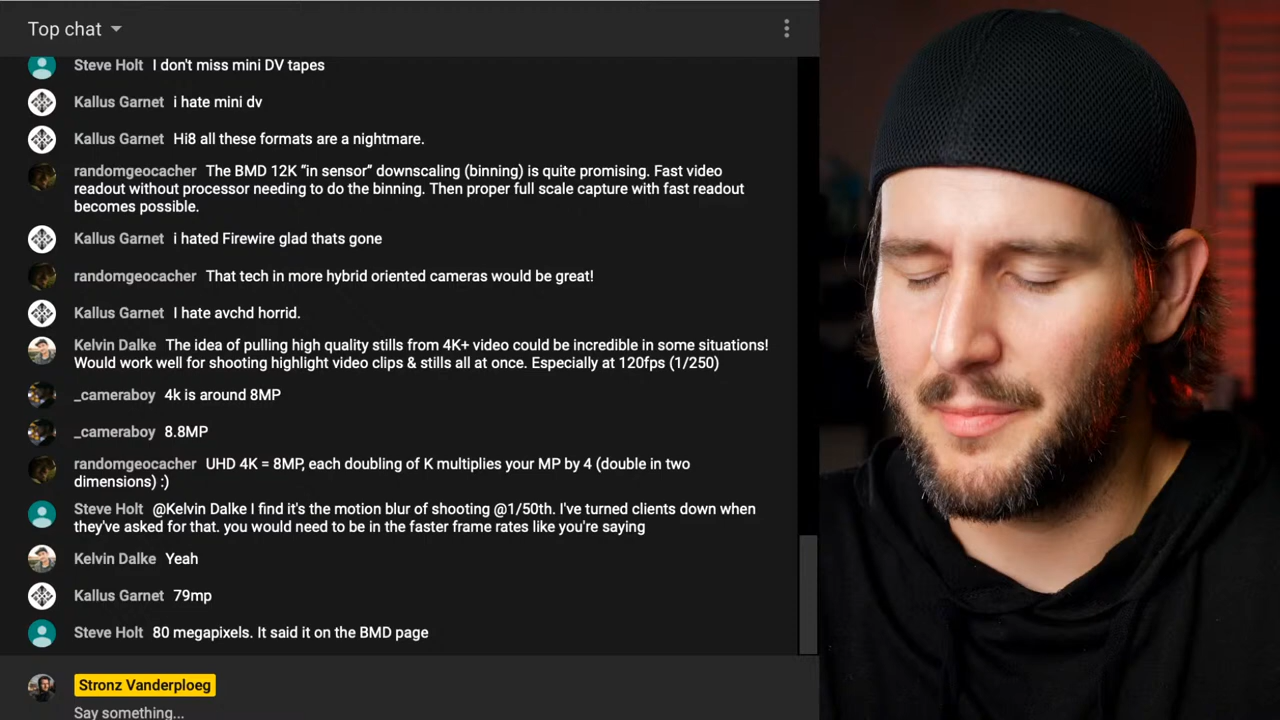 Top chat
Steve Holt I don't miss mini DV tapes
Kallus Garnet i hate mini dv
Kallus Garnet Hi8 all these formats are a nightmare.
randomgeocacher The BMD 12K “in sensor” downscaling (binning) is quite promising. Fast video
readout without processor needing to do the binning. Then proper full scale capture with fast readout
becomes possible.
Kallus Garnet i hated Firewire glad thats gone
randomgeocacher That tech in more hybrid oriented cameras would be great!
Kallus Garnet I hate avchd horrid.
Kelvin Dalke The idea of pulling high quality stills from 4K+ video could be incredible in some situations!
Would work well for shooting highlight video clips & stills all at once. Especially at 120fps (1/250)
_cameraboy 4k is around 8MP
_cameraboy 8.8MP
randomgeocacher UHD 4K = 8MP, each doubling of K multiplies your MP by 4 (double in two
dimensions) :)
Steve Holt @Kelvin Dalke I find it's the motion blur of shooting @1/50th. I've turned clients down when
they've asked for that. you would need to be in the faster frame rates like you're saying
Kelvin Dalke Yeah
Kallus Garnet 79mp
Steve Holt 80 megapixels. It said it on the BMD page
Stronz Vanderploeg
Say something...